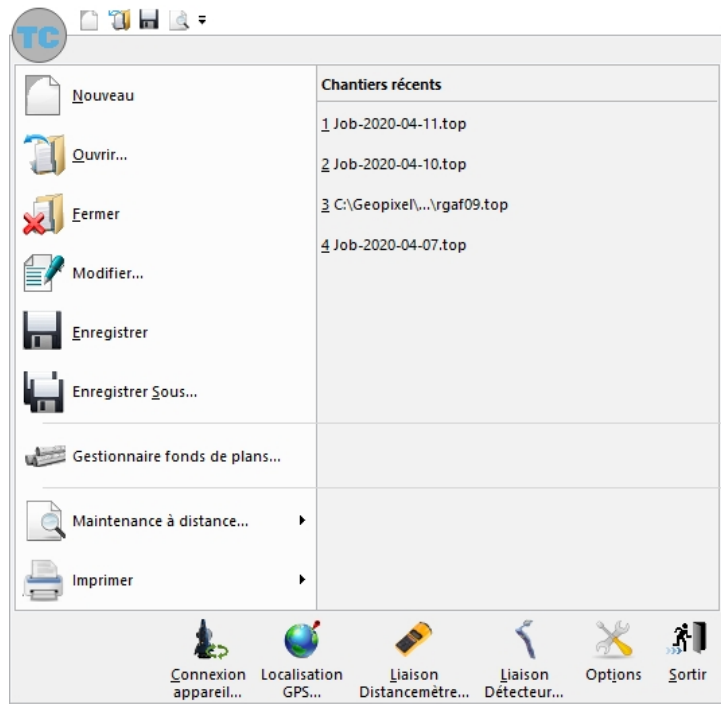 TC
Nouveau
Ouvrir...
Fermer
Modifier...
Enregistrer
Enregistrer Sous...
Gestionnaire fonds de plans...
Maintenance à distance...
Imprimer
Chantiers récents
1 Job-2020-04-11.top
2 Job-2020-04-10.top
3 C:\Geopixel\...\rgaf09.top
4 Job-2020-04-07.top
Connexion
appareil...
Localisation
GPS...
Liaison
Distancemètre...
Liaison
Détecteur...
Options
Sortir